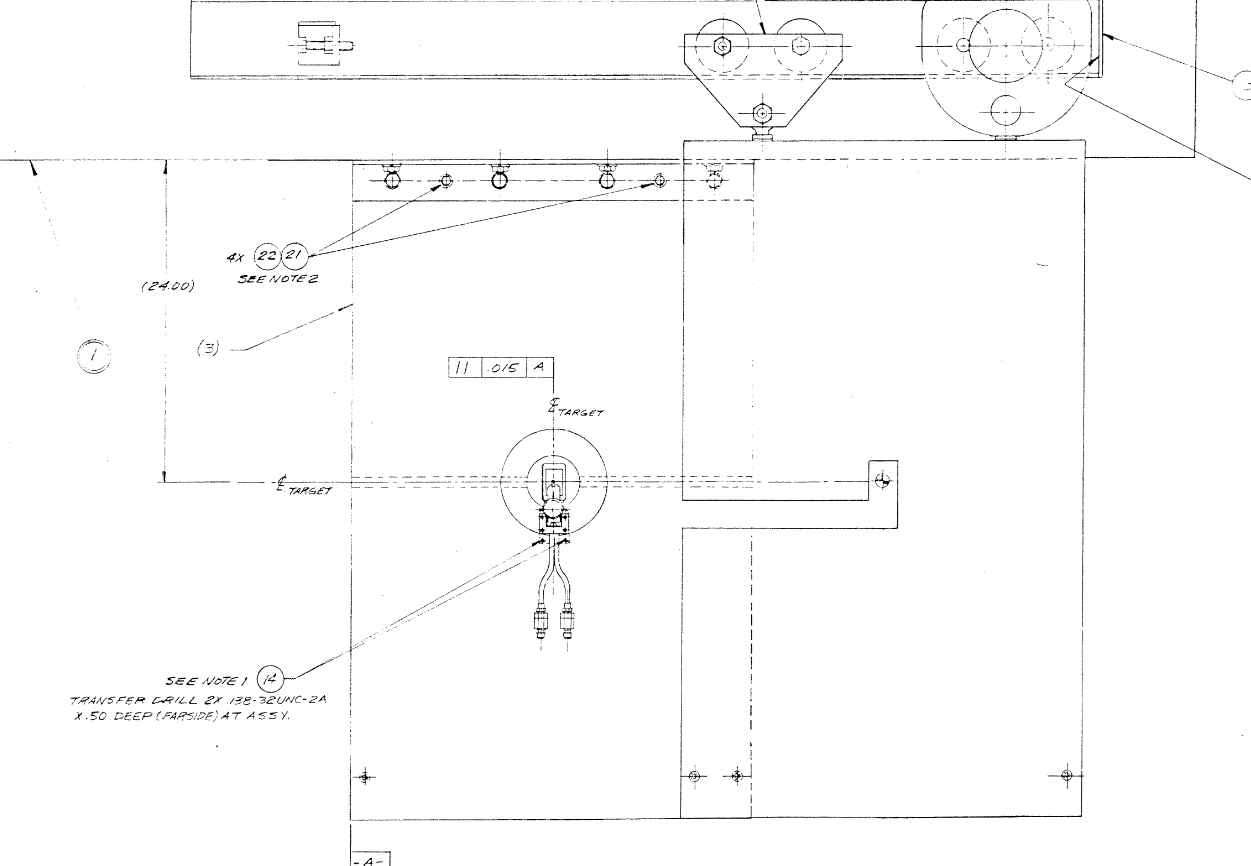 4X 22 21
SEE NOTE 2
(24.00)
1
(3)
// .015 A
℄ TARGET
℄ TARGET
SEE NOTE 1 14
TRANSFER DRILL 2X .138-32UNC-2A
X .50 DEEP (FARSIDE) AT ASSY.
-A-